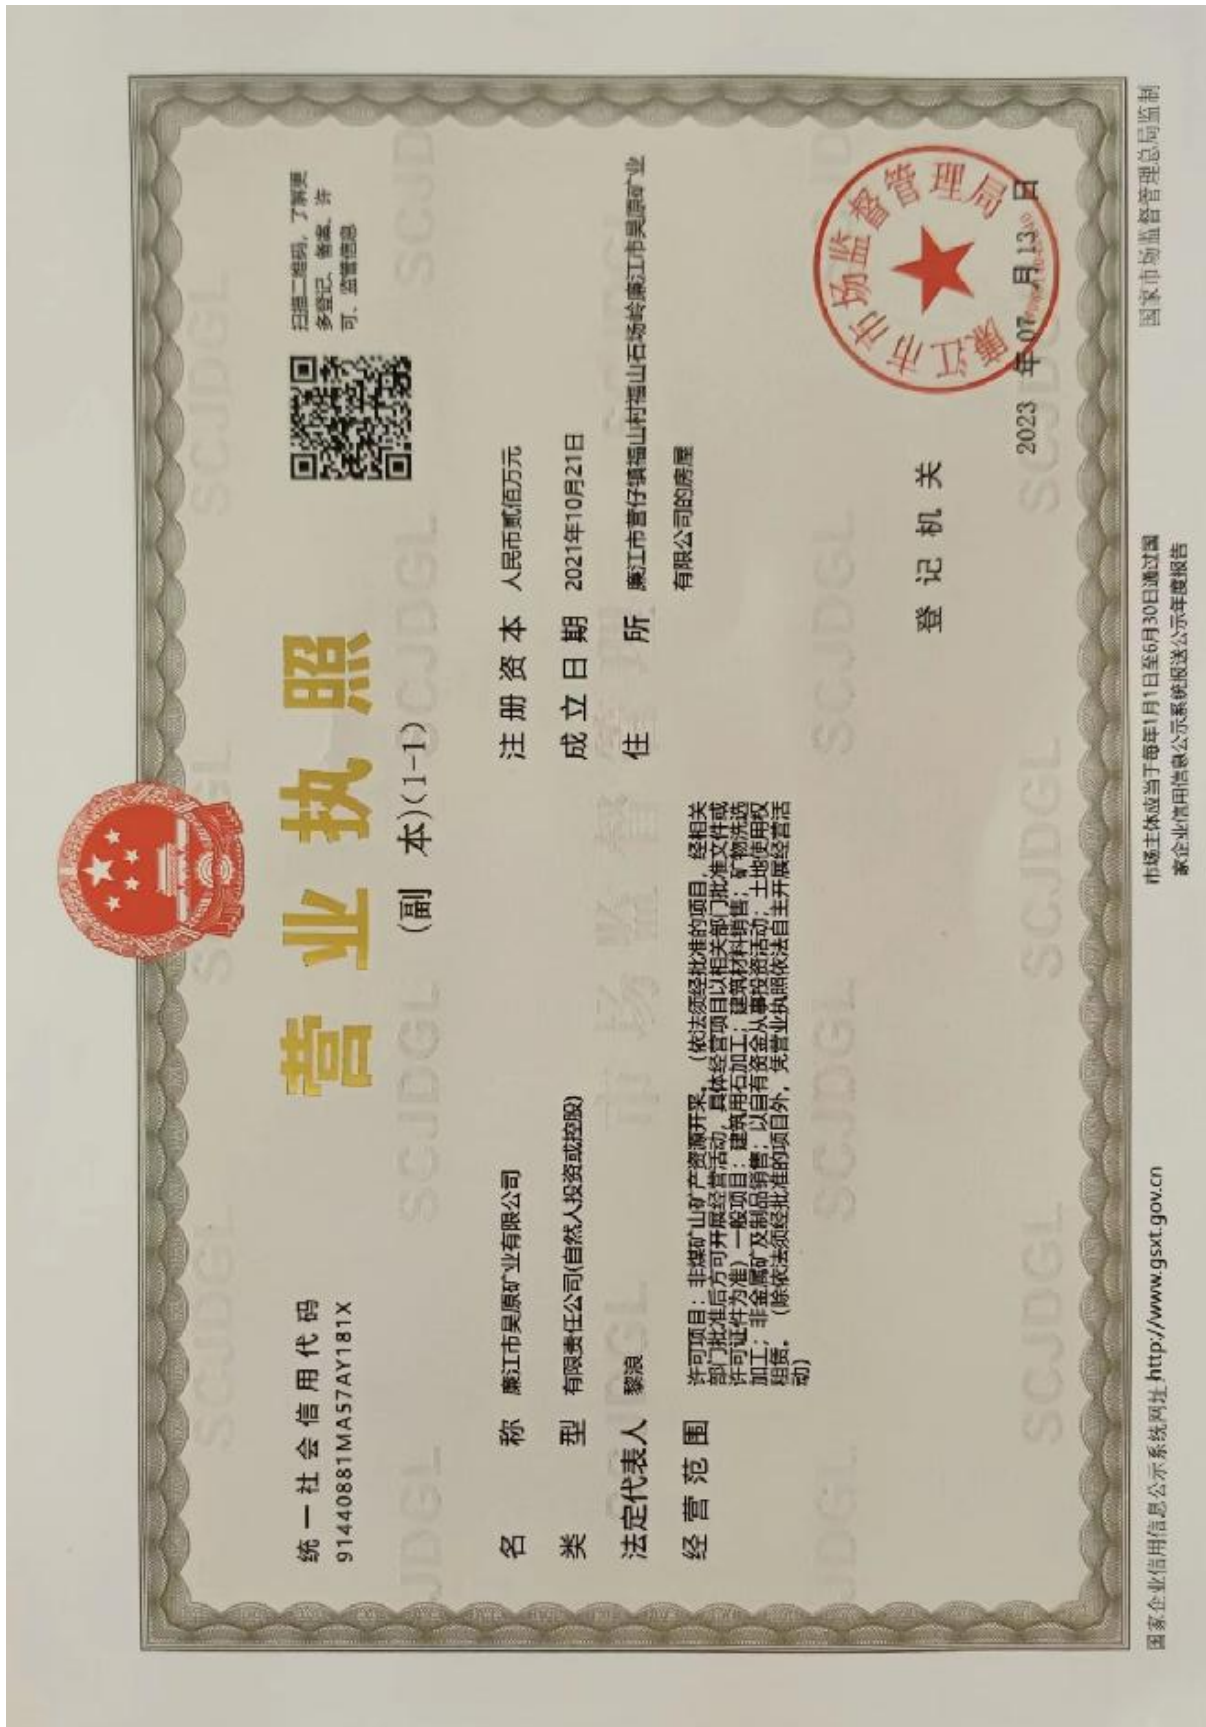 统一社会信用代码
91440881MA57AY181X
营业执照
(副 本)(1-1)
扫描二维码，了解更
多登记、备案、许
可、监管信息
名 称 廉江市昊原矿业有限公司
类 型 有限责任公司(自然人投资或控股)
法定代表人 黎浪
经营范围 许可项目：非煤矿山矿产资源开采。（依法须经批准的项目，经相关
部门批准后方可开展经营活动，具体经营项目以相关部门批准文件或
许可证件为准）一般项目：建筑用石加工；建筑材料销售；矿物洗选
加工；非金属矿及制品销售；以自有资金从事投资活动；土地使用权
租赁。（除依法须经批准的项目外，凭营业执照依法自主开展经营活
动）
注册资本 人民币贰佰万元
成立日期 2021年10月21日
住 所 廉江市营仔镇福山村福山石场岭廉江市昊原矿业
有限公司的房屋
登记机关
廉江市市场监督管理局
2023 年 07 月 13 日
国家企业信用信息公示系统网址 http://www.gsxt.gov.cn
市场主体应当于每年1月1日至6月30日通过国
家企业信用信息公示系统报送公示年度报告
国家市场监督管理总局监制
市场监督管理
SCJDGL